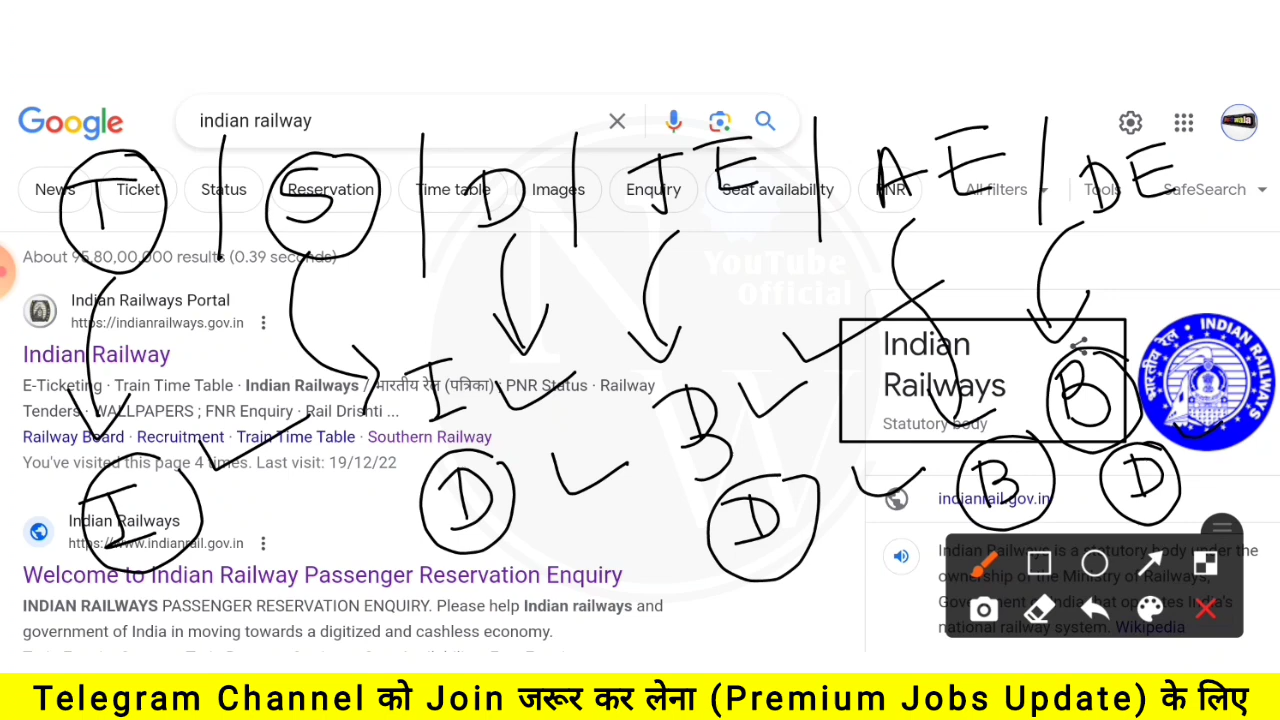 Google
indian railway
News Ticket Status Reservation Time table Images Enquiry Seat availability PNR All filters Tools SafeSearch
T | S | D | JE | AE | DE
About 95,80,00,000 results (0.39 seconds)
YouTube
Official
Indian Railways Portal
https://indianrailways.gov.in
Indian Railway
E-Ticketing · Train Time Table · Indian Railways / भारतीय रेल (पत्रिका) ; PNR Status · Railway
Tenders · WALLPAPERS ; FNR Enquiry · Rail Drishti ...
Railway Board · Recruitment · Train Time Table · Southern Railway
You've visited this page 4 times. Last visit: 19/12/22
I B B
I D D B D
Indian
Railways
Statutory body
INDIAN RAILWAYS
भारतीय रेल
indianrail.gov.in
Indian Railways
https://www.indianrail.gov.in
Welcome to Indian Railway Passenger Reservation Enquiry
INDIAN RAILWAYS PASSENGER RESERVATION ENQUIRY. Please help Indian railways and
government of India in moving towards a digitized and cashless economy.
Indian Railways is a statutory body under the
ownership of the Ministry of Railways,
Government of India that operates India's
national railway system. Wikipedia
Telegram Channel को Join जरूर कर लेना (Premium Jobs Update) के लिए